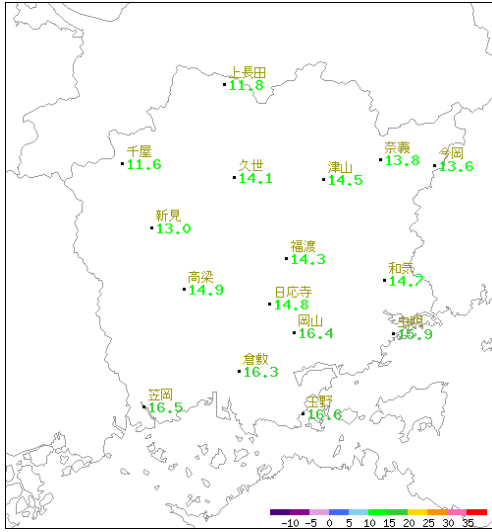 上長田
11.8
千屋
11.6
久世
14.1
津山
14.5
奈義
13.8
今岡
13.6
新見
13.0
福渡
14.3
高梁
14.9
和気
14.7
日応寺
14.8
岡山
16.4
虫明
15.9
倉敷
16.3
笠岡
16.5
玉野
16.6
-10 -5 0 5 10 15 20 25 30 35